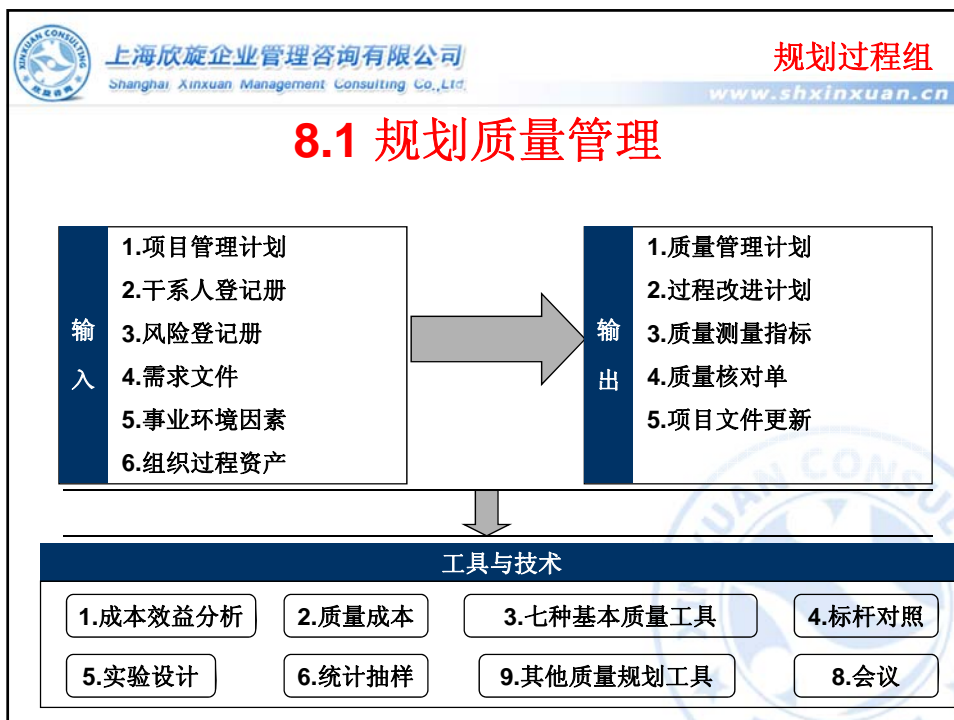 XINXUAN CONSULTING
欣旋咨询
上海欣旋企业管理咨询有限公司
Shanghai Xinxuan Management Consulting Co.,Ltd.
规划过程组
www.shxinxuan.cn
8.1 规划质量管理
输入
1.项目管理计划
2.干系人登记册
3.风险登记册
4.需求文件
5.事业环境因素
6.组织过程资产
输出
1.质量管理计划
2.过程改进计划
3.质量测量指标
4.质量核对单
5.项目文件更新
工具与技术
1.成本效益分析
2.质量成本
3.七种基本质量工具
4.标杆对照
5.实验设计
6.统计抽样
9.其他质量规划工具
8.会议